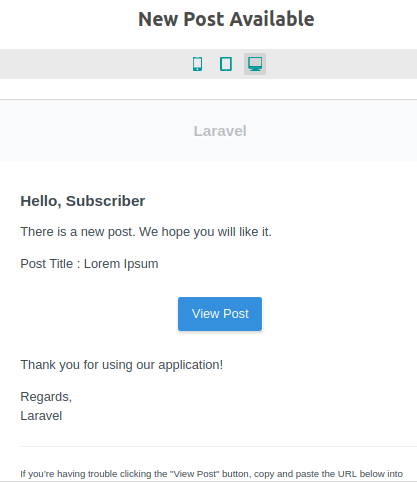 New Post Available
Laravel
Hello, Subscriber
There is a new post. We hope you will like it.
Post Title : Lorem Ipsum
View Post
Thank you for using our application!
Regards,
Laravel
If you're having trouble clicking the "View Post" button, copy and paste the URL below into